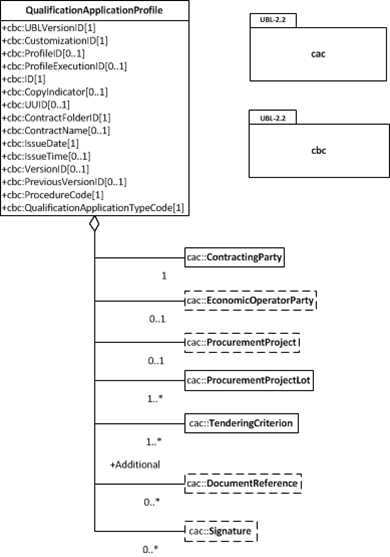 QualificationApplicationProfile
+cbc:UBLVersionID[1]
+cbc:CustomizationID[1]
+cbc:ProfileID[0..1]
+cbc:ProfileExecutionID[0..1]
+cbc:ID[1]
+cbc:CopyIndicator[0..1]
+cbc:UUID[0..1]
+cbc:ContractFolderID[1]
+cbc:ContractName[0..1]
+cbc:IssueDate[1]
+cbc:IssueTime[0..1]
+cbc:VersionID[0..1]
+cbc:PreviousVersionID[0..1]
+cbc:ProcedureCode[1]
+cbc:QualificationApplicationTypeCode[1]
UBL-2.2
cac
UBL-2.2
cbc
cac::ContractingParty
1
cac::EconomicOperatorParty
0..1
cac::ProcurementProject
0..1
cac::ProcurementProjectLot
1..*
cac::TenderingCriterion
1..*
+Additional
cac::DocumentReference
0..*
cac::Signature
0..*